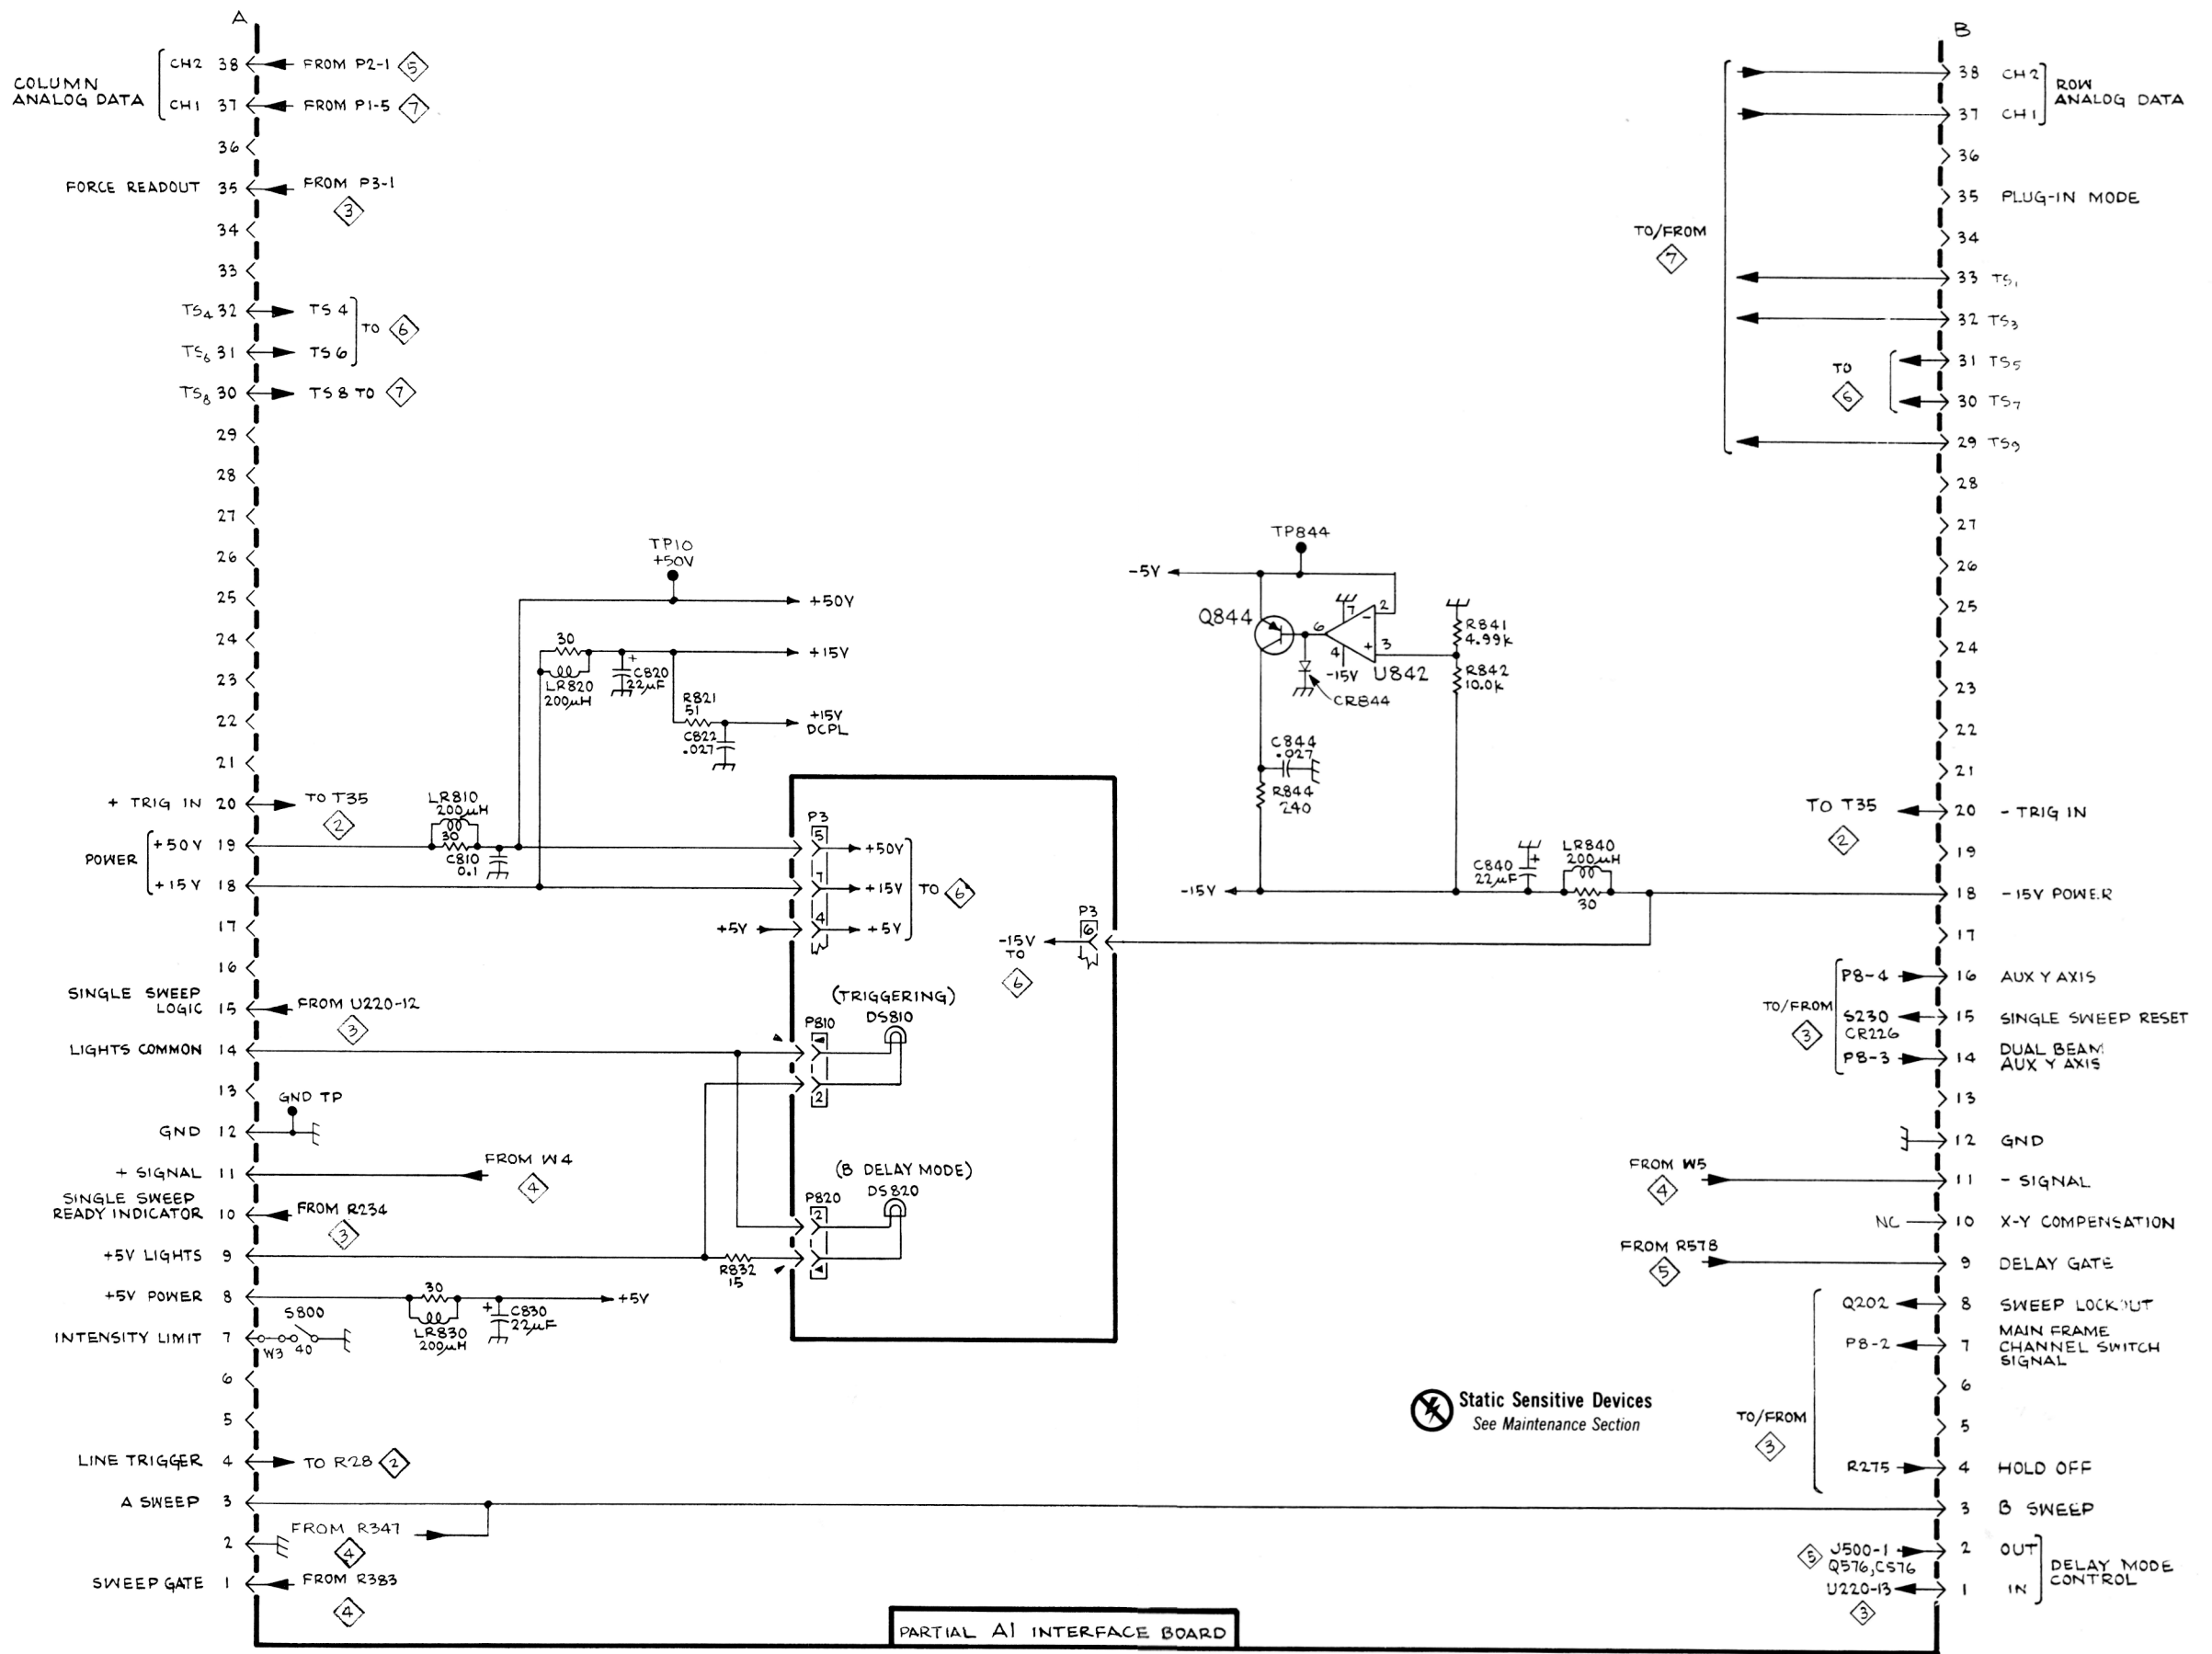 A
COLUMN
ANALOG DATA
CH2 38 FROM P2-1 5
CH1 37 FROM P1-5 7
36
FORCE READOUT 35 FROM P3-1
3
34
33
TS4 32 TS 4
TS6 31 TS 6
TO 6
TS8 30 TS 8 TO 7
29
28
27
26
25
24
23
22
21
+ TRIG IN 20 TO T35
2
POWER
+50V 19
+15V 18
17
16
SINGLE SWEEP
LOGIC 15 FROM U220-12
3
LIGHTS COMMON 14
13
GND TP
GND 12
+ SIGNAL 11 FROM W4
4
SINGLE SWEEP
READY INDICATOR 10 FROM R234
3
+5V LIGHTS 9
+5V POWER 8
INTENSITY LIMIT 7
S800
W3 40
6
5
LINE TRIGGER 4 TO R28 2
A SWEEP 3
2
FROM R347
4
SWEEP GATE 1 FROM R383
4
TP10
+50V
+50V
30
+15V
LR820
200µH
+
C820
22µF
R821
51
+15V
DCPL
C822
.027
LR810
200µH
30
C810
0.1
P3
5
+50V
7
+15V
4
+5V
+5V
TO 6
P3
6
-15V
TO
6
(TRIGGERING)
DS810
P810
2
(B DELAY MODE)
DS820
P820
2
R832
15
30
LR830
200µH
+
C830
22µF
+5V
TP844
-5V
Q844
7
2
-
6
+
3
4
-15V
U842
CR844
R841
4.99K
R842
10.0K
C844
.027
R844
240
-15V
C840
22µF
+
LR840
200µH
30
B
38 CH2
37 CH1
ROW
ANALOG DATA
36
35 PLUG-IN MODE
34
TO/FROM
7
33 TS1
32 TS3
TO
6
31 TS5
30 TS7
29 TS9
28
27
26
25
24
23
22
21
TO T35
2
20 - TRIG IN
19
18 -15V POWER
17
TO/FROM
3
P8-4 16 AUX Y AXIS
S230
CR226
15 SINGLE SWEEP RESET
P8-3 14 DUAL BEAM
AUX Y AXIS
13
12 GND
FROM W5
4
11 - SIGNAL
NC 10 X-Y COMPENSATION
FROM R578
5
9 DELAY GATE
Q202 8 SWEEP LOCKOUT
P8-2 7 MAIN FRAME
CHANNEL SWITCH
SIGNAL
6
5
TO/FROM
3
R275 4 HOLD OFF
3 B SWEEP
5 J500-1 2 OUT
Q576, C576
U220-13 1 IN
3
DELAY MODE
CONTROL
Static Sensitive Devices
See Maintenance Section
PARTIAL A1 INTERFACE BOARD